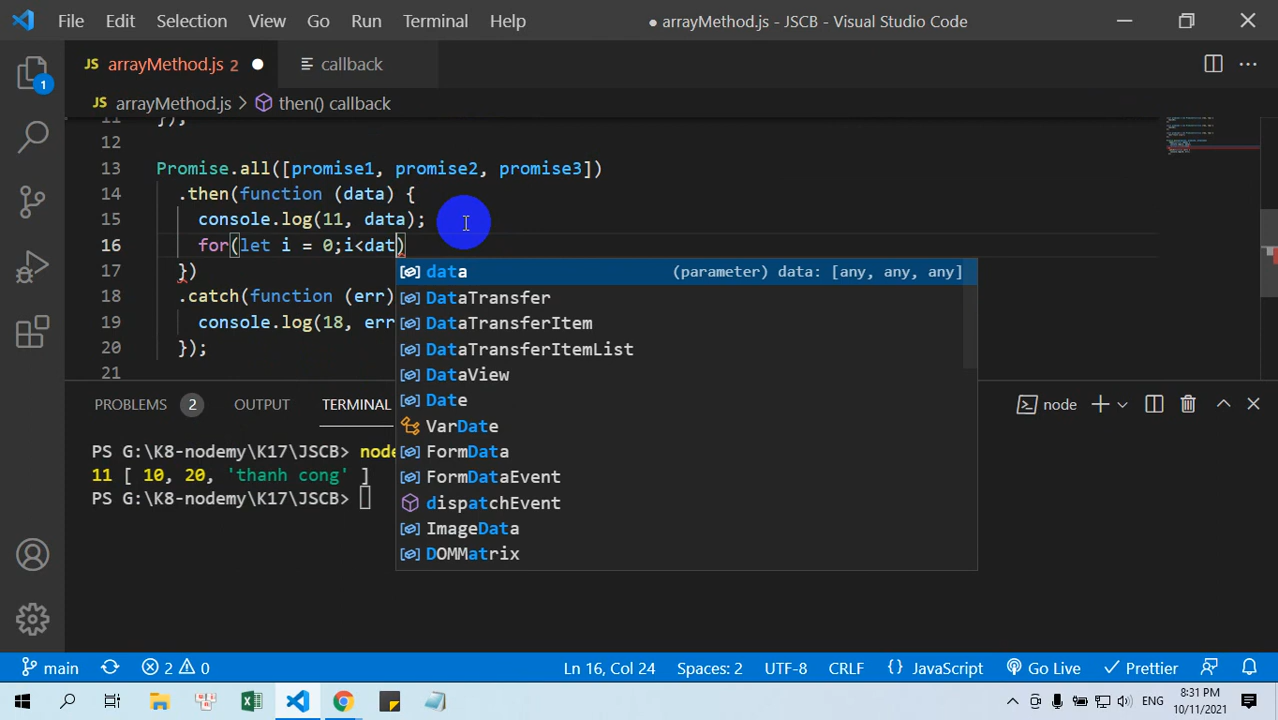 File Edit Selection View Go Run Terminal Help ● arrayMethod.js - JSCB - Visual Studio Code
JS arrayMethod.js 2 ● callback
1
JS arrayMethod.js > then() callback
11 });
12
13 Promise.all([promise1, promise2, promise3])
14 .then(function (data) {
15 console.log(11, data);
16 for(let i = 0;i<dat)
17 })
18 .catch(function (err)
19 console.log(18, err
20 });
21
data (parameter) data: [any, any, any]
DataTransfer
DataTransferItem
DataTransferItemList
DataView
Date
VarDate
FormData
FormDataEvent
dispatchEvent
ImageData
DOMMatrix
PROBLEMS 2 OUTPUT TERMINAL node
PS G:\K8-nodemy\K17\JSCB> node
11 [ 10, 20, 'thanh cong' ]
PS G:\K8-nodemy\K17\JSCB>
main 2 0 Ln 16, Col 24 Spaces: 2 UTF-8 CRLF {} JavaScript Go Live Prettier
ENG 8:31 PM
10/11/2021